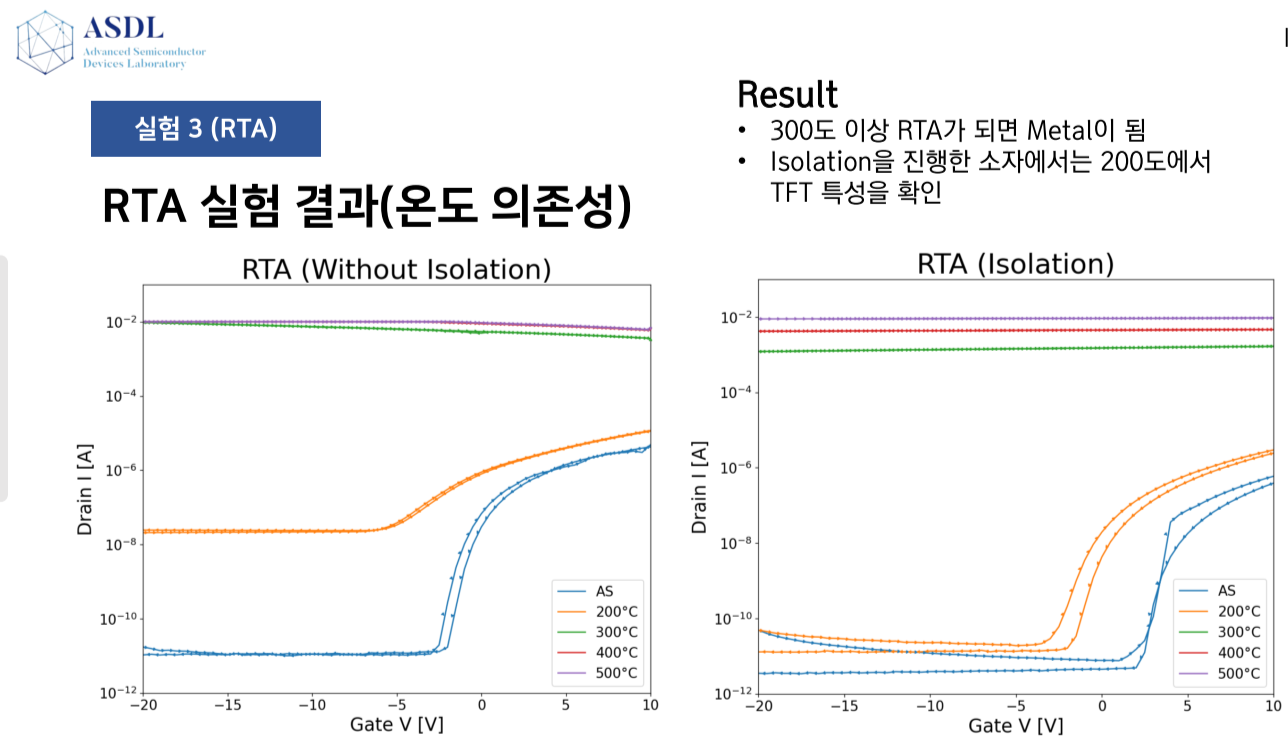 ASDL
Advanced Semiconductor
Devices Laboratory
실험 3 (RTA)
RTA 실험 결과(온도 의존성)
Result
• 300도 이상 RTA가 되면 Metal이 됨
• Isolation을 진행한 소자에서는 200도에서
TFT 특성을 확인
RTA (Without Isolation)
Drain I [A]
10⁻²
10⁻⁴
10⁻⁶
10⁻⁸
10⁻¹⁰
10⁻¹²
−20 −15 −10 −5 0 5 10
Gate V [V]
AS
200°C
300°C
400°C
500°C
RTA (Isolation)
Drain I [A]
10⁻²
10⁻⁴
10⁻⁶
10⁻⁸
10⁻¹⁰
10⁻¹²
−20 −15 −10 −5 0 5 10
Gate V [V]
AS
200°C
300°C
400°C
500°C